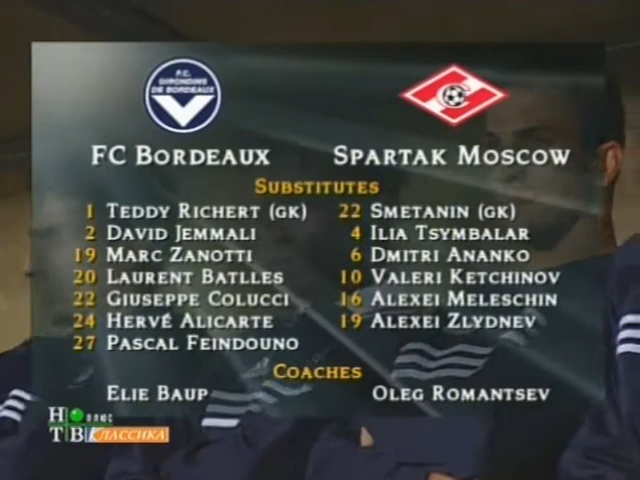 F.C.
GIRONDINS
DE BORDEAUX
FC BORDEAUX SPARTAK MOSCOW
SUBSTITUTES
1 TEDDY RICHERT (GK) 22 SMETANIN (GK)
2 DAVID JEMMALI 4 ILIA TSYMBALAR
19 MARC ZANOTTI 6 DMITRI ANANKO
20 LAURENT BATLLES 10 VALERI KETCHINOV
22 GIUSEPPE COLUCCI 16 ALEXEI MELESCHIN
24 HERVÉ ALICARTE 19 ALEXEI ZLYDNEV
27 PASCAL FEINDOUNO
COACHES
ELIE BAUP OLEG ROMANTSEV
НТВ ПЛЮС
КЛАССИКА